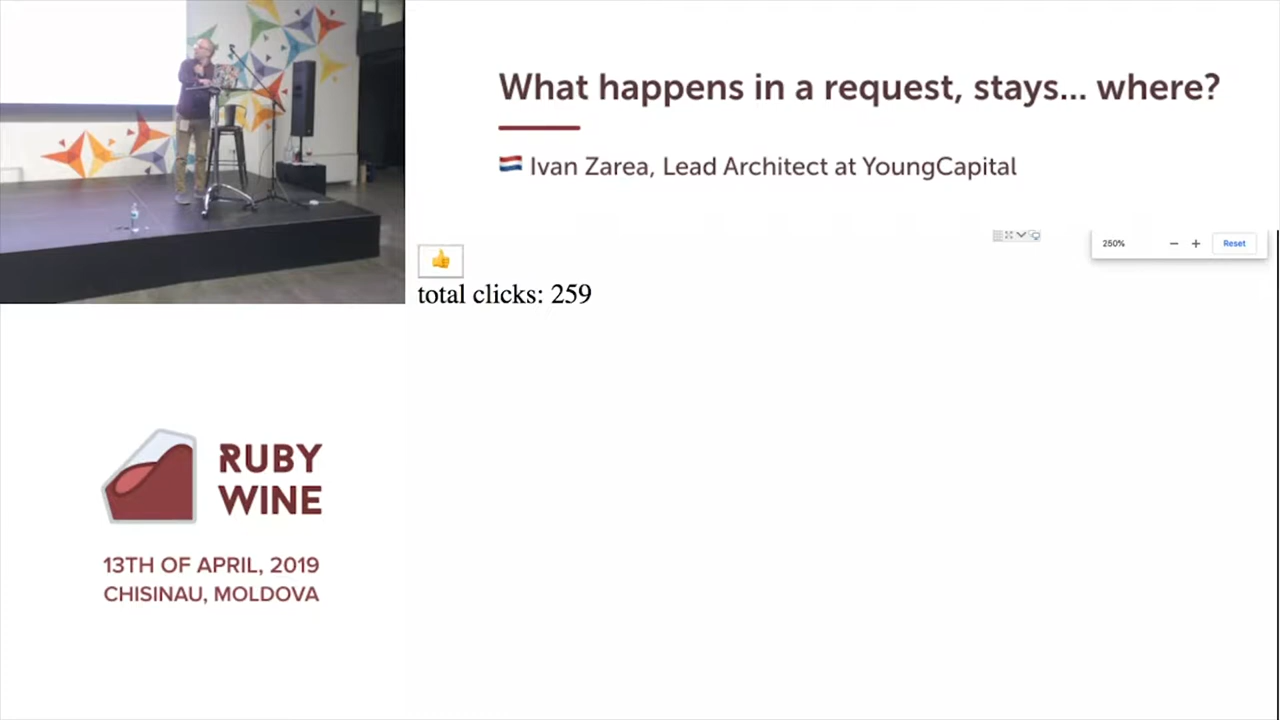 What happens in a request, stays... where?
Ivan Zarea, Lead Architect at YoungCapital
250%
Reset
total clicks: 259
RUBY
WINE
13TH OF APRIL, 2019
CHISINAU, MOLDOVA